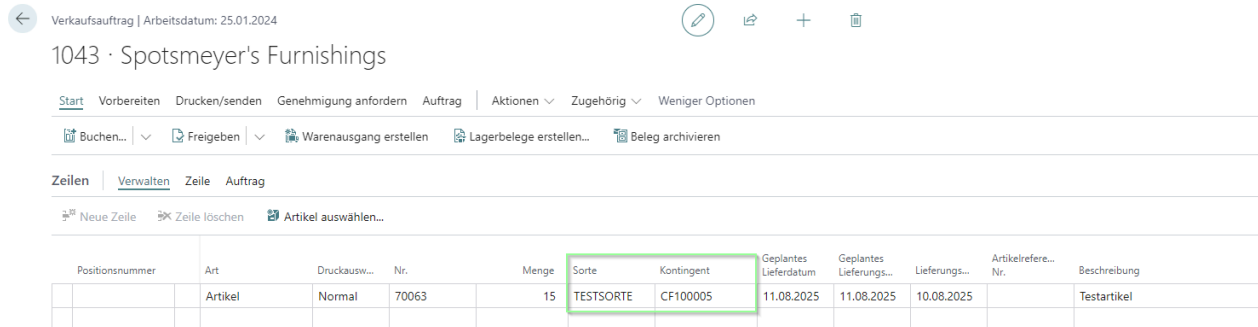 Verkaufsauftrag | Arbeitsdatum: 25.01.2024
1043 · Spotsmeyer's Furnishings
Start Vorbereiten Drucken/senden Genehmigung anfordern Auftrag Aktionen Zugehörig Weniger Optionen
Buchen... Freigeben Warenausgang erstellen Lagerbelege erstellen... Beleg archivieren
Zeilen Verwalten Zeile Auftrag
Neue Zeile Zeile löschen Artikel auswählen...
Positionsnummer Art Druckausw... Nr. Menge Sorte Kontingent Geplantes Lieferdatum Geplantes Lieferungs... Lieferungs... Artikelrefere... Nr. Beschreibung
Artikel Normal 70063 15 TESTSORTE CF100005 11.08.2025 11.08.2025 10.08.2025 Testartikel